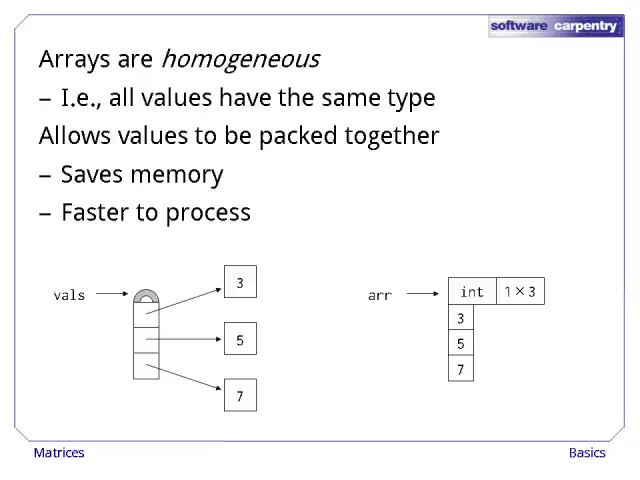 software carpentry
Arrays are homogeneous
– I.e., all values have the same type
Allows values to be packed together
– Saves memory
– Faster to process
vals
3
5
7
arr
int 1×3
3
5
7
Matrices
Basics